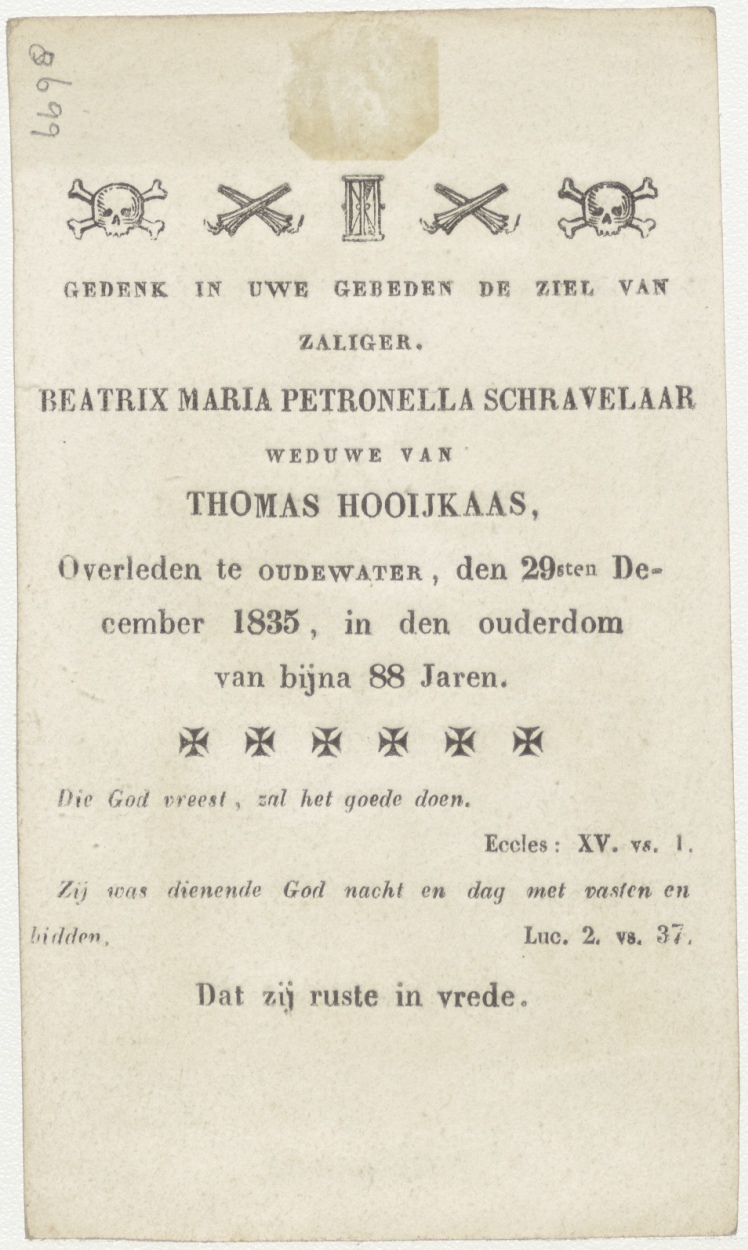 8699
GEDENK IN UWE GEBEDEN DE ZIEL VAN
ZALIGER.
BEATRIX MARIA PETRONELLA SCHRAVELAAR
WEDUWE VAN
THOMAS HOOIJKAAS,
Overleden te OUDEWATER, den 29sten De-
cember 1835, in den ouderdom
van bijna 88 Jaren.
Die God vreest, zal het goede doen.
Eccles: XV. vs. 1.
Zij was dienende God nacht en dag met vasten en
bidden, Luc. 2. vs. 37.
Dat zij ruste in vrede.